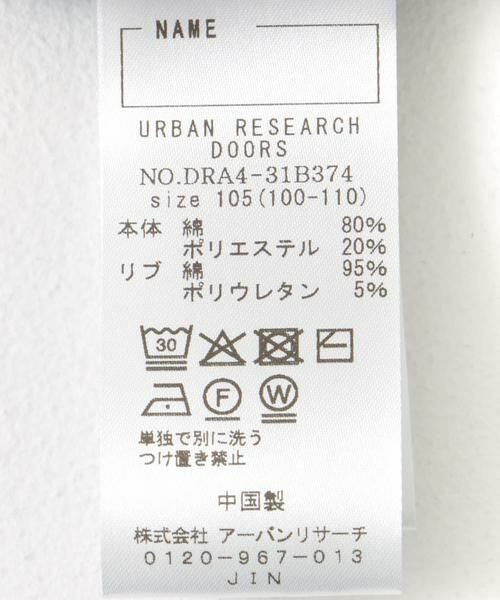 NAME
URBAN RESEARCH
DOORS
NO.DRA4-31B374
size 105(100-110)
本体 綿 80%
ポリエステル 20%
リブ 綿 95%
ポリウレタン 5%
30
F W
単独で別に洗う
つけ置き禁止
中国製
株式会社 アーバンリサーチ
0120-967-013
JIN